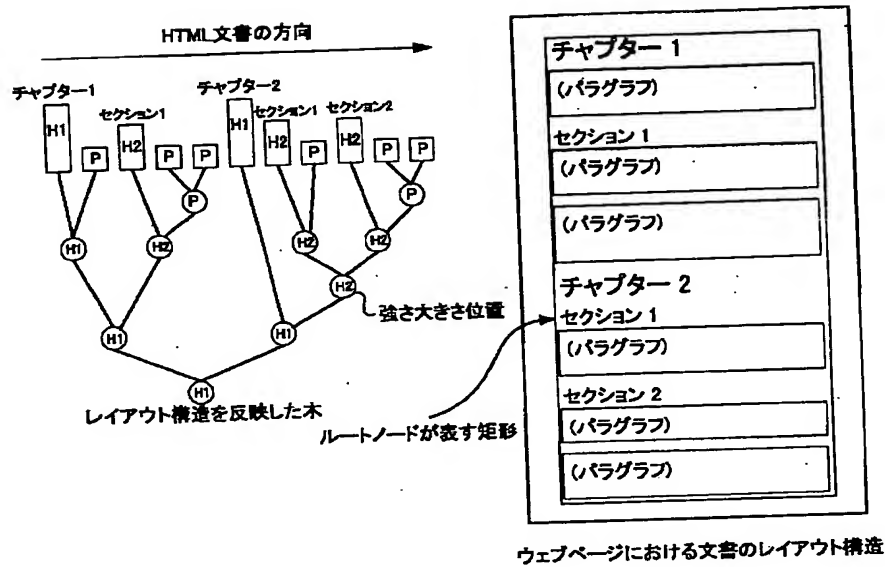 HTML文書の方向
チャプター1
セクション1
チャプター2
セクション1
セクション2
H1
P
H2
P
P
H1
H2
P
H2
P
P
P
P
H1
H2
H2
H2
H2
強さ大きさ位置
H1
H1
H1
レイアウト構造を反映した木
ルートノードが表す矩形
チャプター 1
(パラグラフ)
セクション 1
(パラグラフ)
(パラグラフ)
チャプター 2
セクション 1
(パラグラフ)
セクション 2
(パラグラフ)
(パラグラフ)
ウェブページにおける文書のレイアウト構造